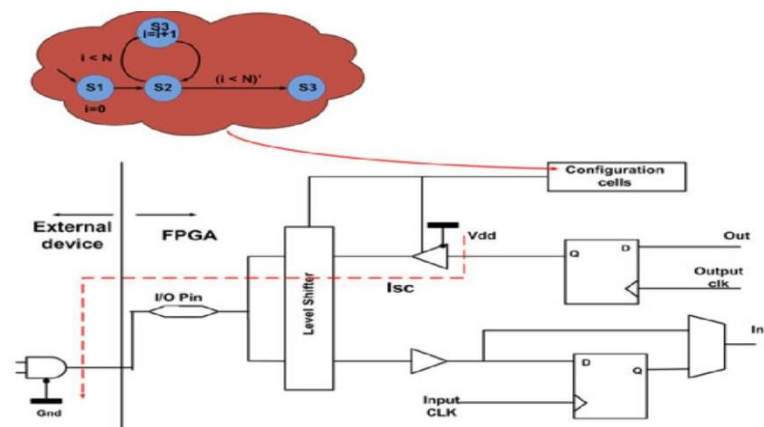 S3
i=i+1
i < N
S1
S2
(i < N)'
S3
i=0
Configuration
cells
External
device
FPGA
Vdd
Out
Q
D
Output
clk
Isc
I/O Pin
Level Shifter
In
D
Q
Gnd
Input
CLK